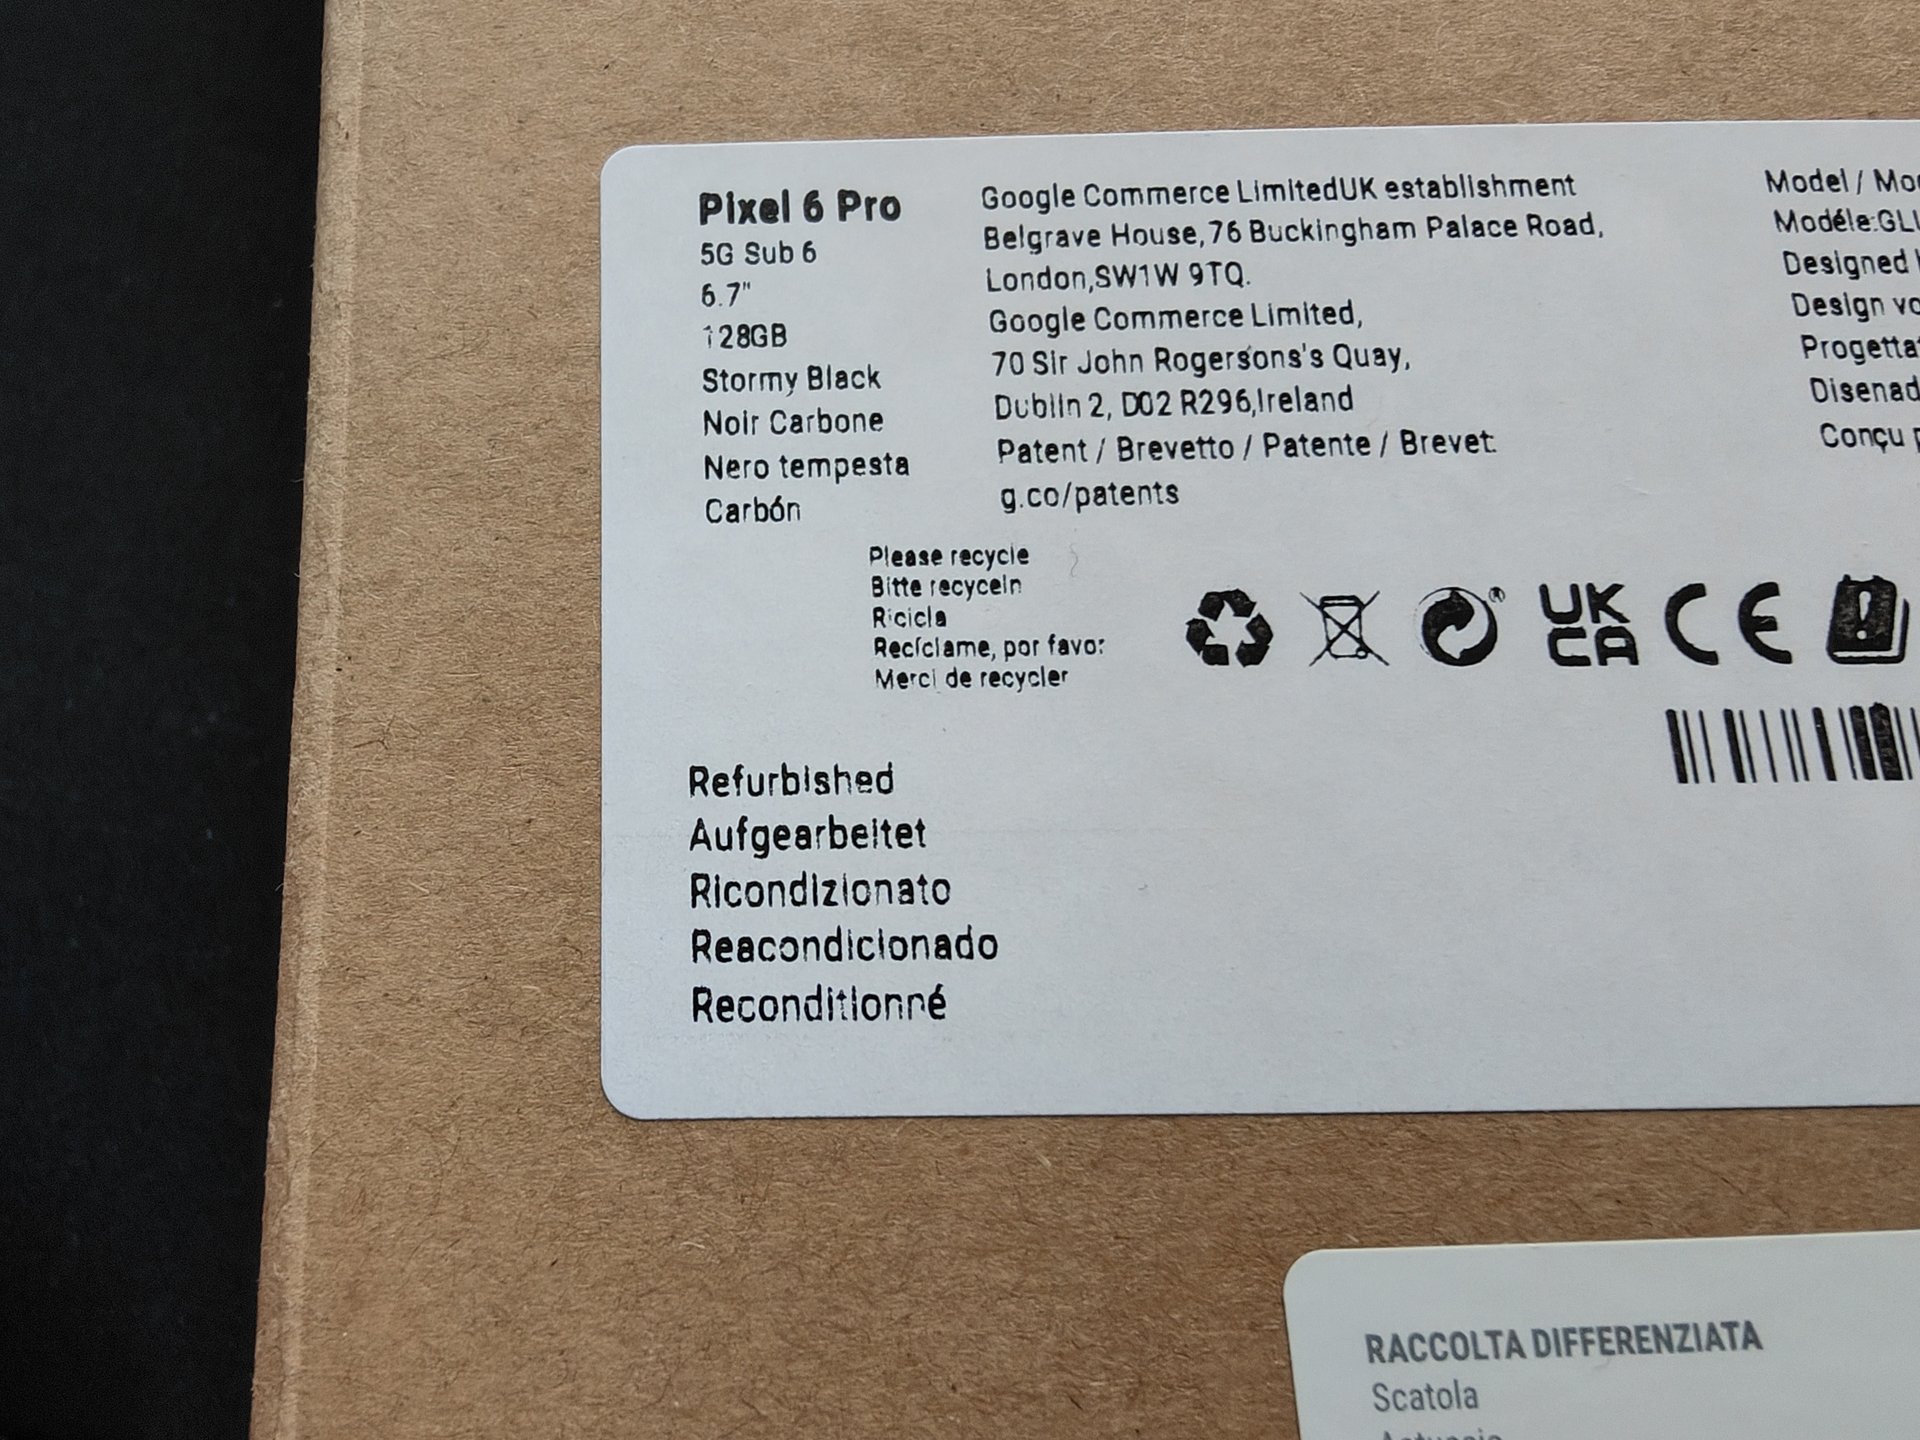 Pixel 6 Pro
5G Sub 6
6.7"
128GB
Stormy Black
Noir Carbone
Nero tempesta
Carbón
Google Commerce LimitedUK establishment
Belgrave House,76 Buckingham Palace Road,
London,SW1W 9TQ.
Google Commerce Limited,
70 Sir John Rogersons's Quay,
Dublin 2, D02 R296,Ireland
Patent / Brevetto / Patente / Brevet:
g.co/patents
Model /
Modéle:
Designed
Design
Conçu
Please recycle
Bitte recyceln
Ricicla
Recíclame, por favor
Merci de recycler
UK
CA
CE
Refurbished
Aufgearbeitet
Ricondizionato
Reacondicionado
Reconditionné
RACCOLTA DIFFERENZIATA
Scatola